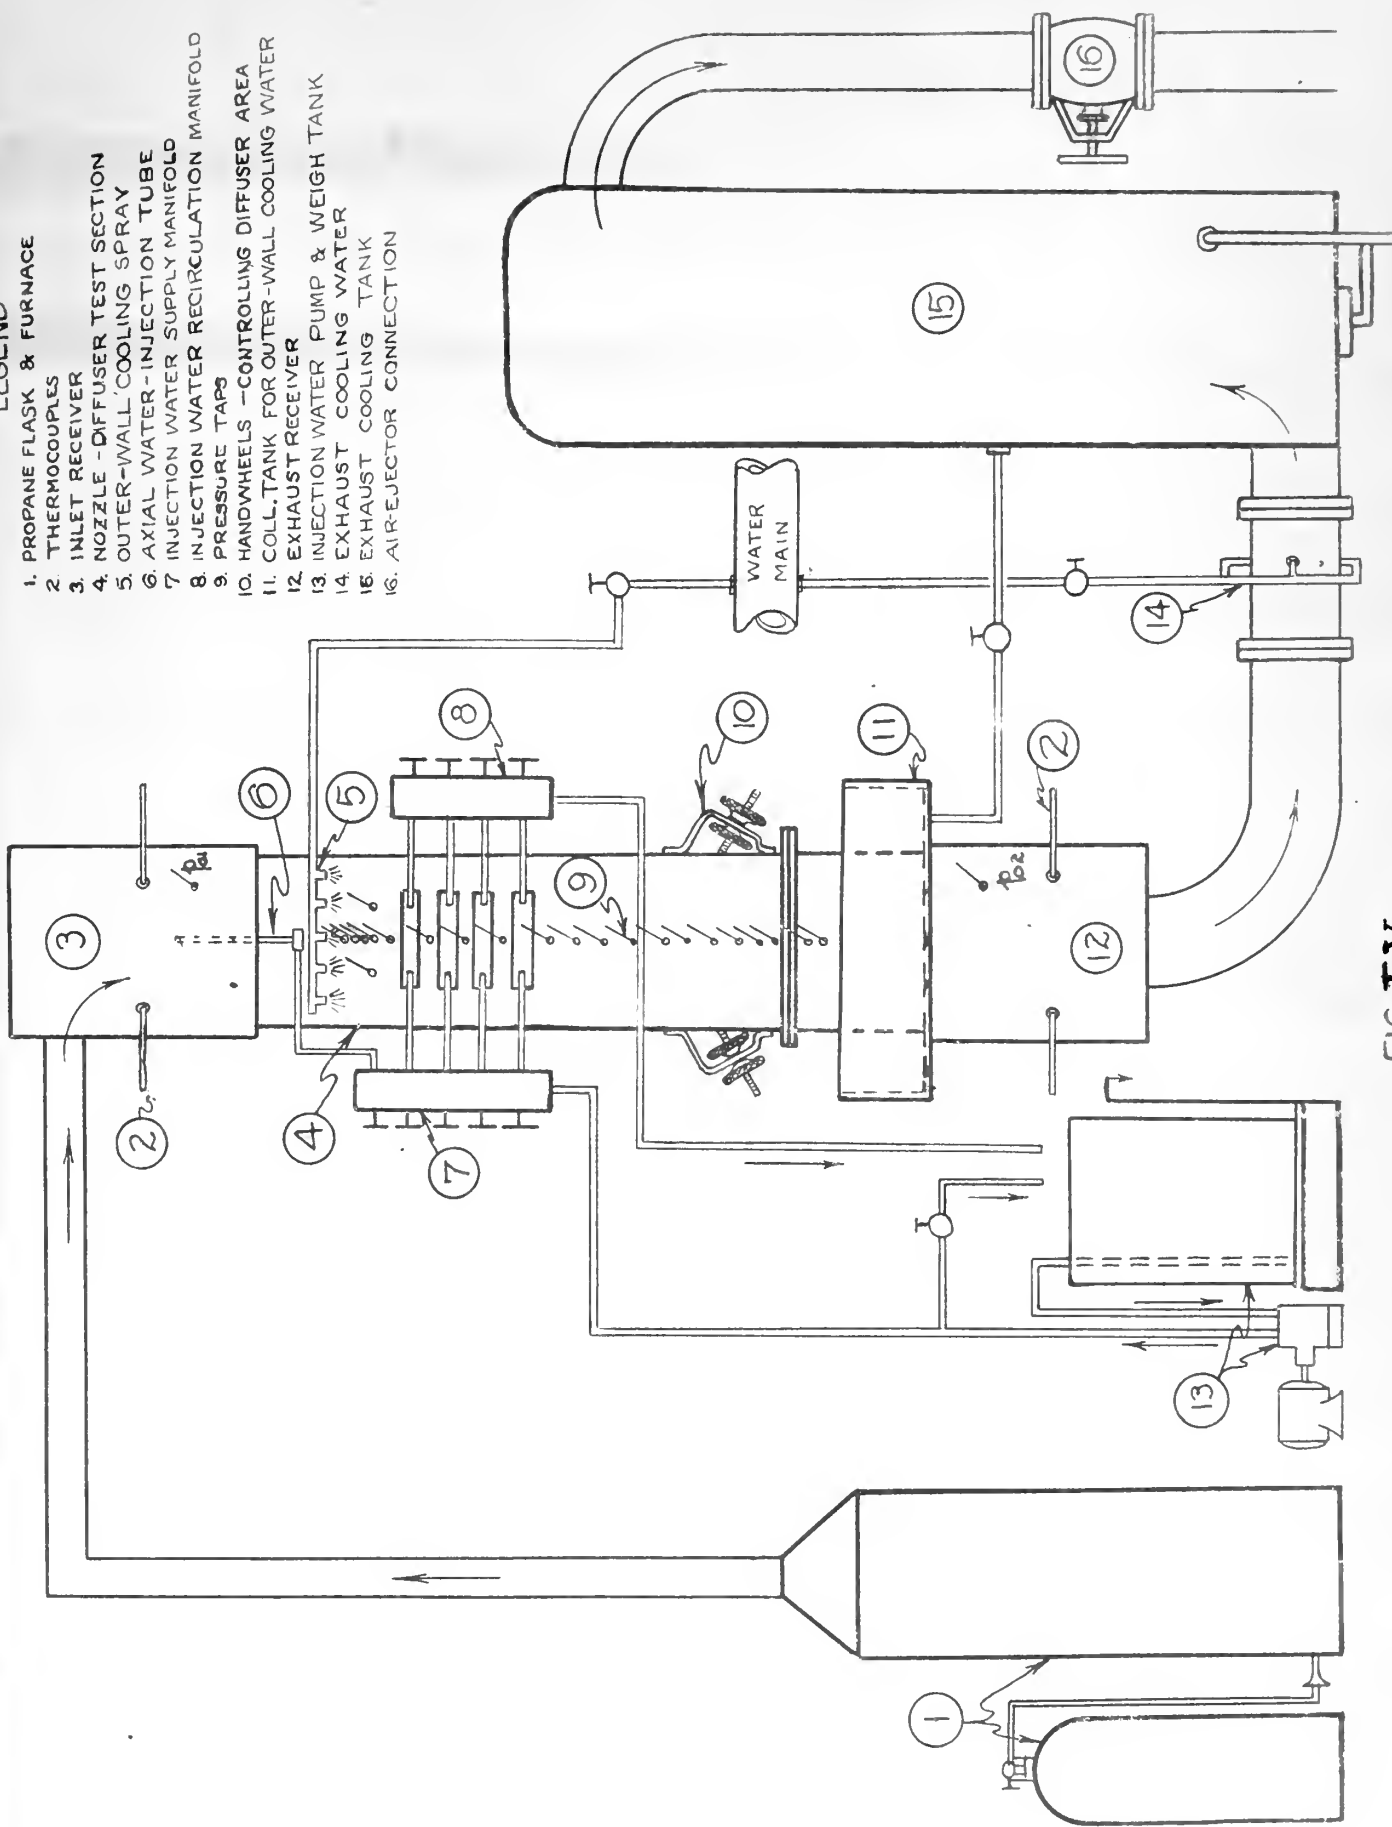 LEGEND
1. PROPANE FLASK & FURNACE
2 THERMOCOUPLES
3. INLET RECEIVER
4. NOZZLE - DIFFUSER TEST SECTION
5. OUTER-WALL COOLING SPRAY
6. AXIAL WATER-INJECTION TUBE
7 INJECTION WATER SUPPLY MANIFOLD
8. INJECTION WATER RECIRCULATION MANIFOLD
9. PRESSURE TAPS
10. HANDWHEELS - CONTROLLING DIFFUSER AREA
11. COLL. TANK FOR OUTER-WALL COOLING WATER
12. EXHAUST RECEIVER
13. INJECTION WATER PUMP & WEIGH TANK
14. EXHAUST COOLING WATER
15. EXHAUST COOLING TANK
16. AIR-EJECTOR CONNECTION
3
P01
2
6
5
4
8
7
9
10
11
WATER
MAIN
2
P02
12
14
15
16
13
1
FIG. IV